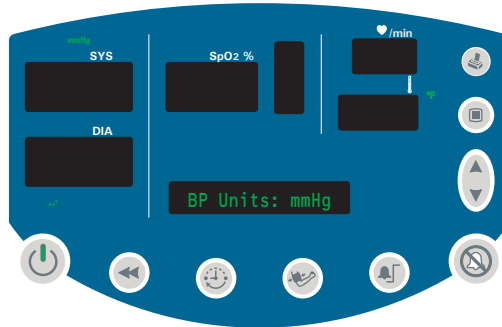 mmHg
SYS
SpO2 %
/min
°F
DIA
BP Units: mmHg